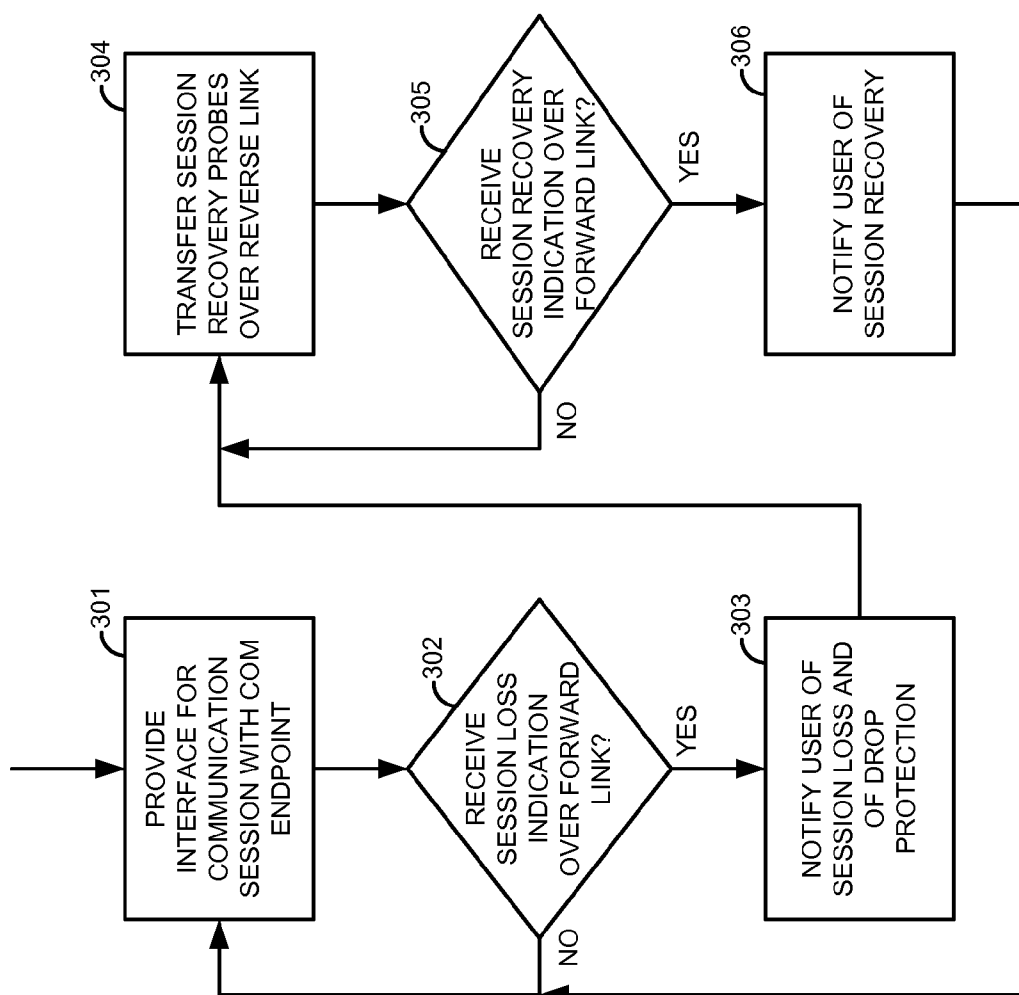 301
PROVIDE
INTERFACE FOR
COMMUNICATION
SESSION WITH COM
ENDPOINT
302
RECEIVE
SESSION LOSS
INDICATION
OVER FORWARD
LINK?
NO
YES
303
NOTIFY USER OF
SESSION LOSS AND
OF DROP
PROTECTION
304
TRANSFER SESSION
RECOVERY PROBES
OVER REVERSE LINK
305
RECEIVE
SESSION RECOVERY
INDICATION OVER
FORWARD LINK?
NO
YES
306
NOTIFY USER OF
SESSION RECOVERY